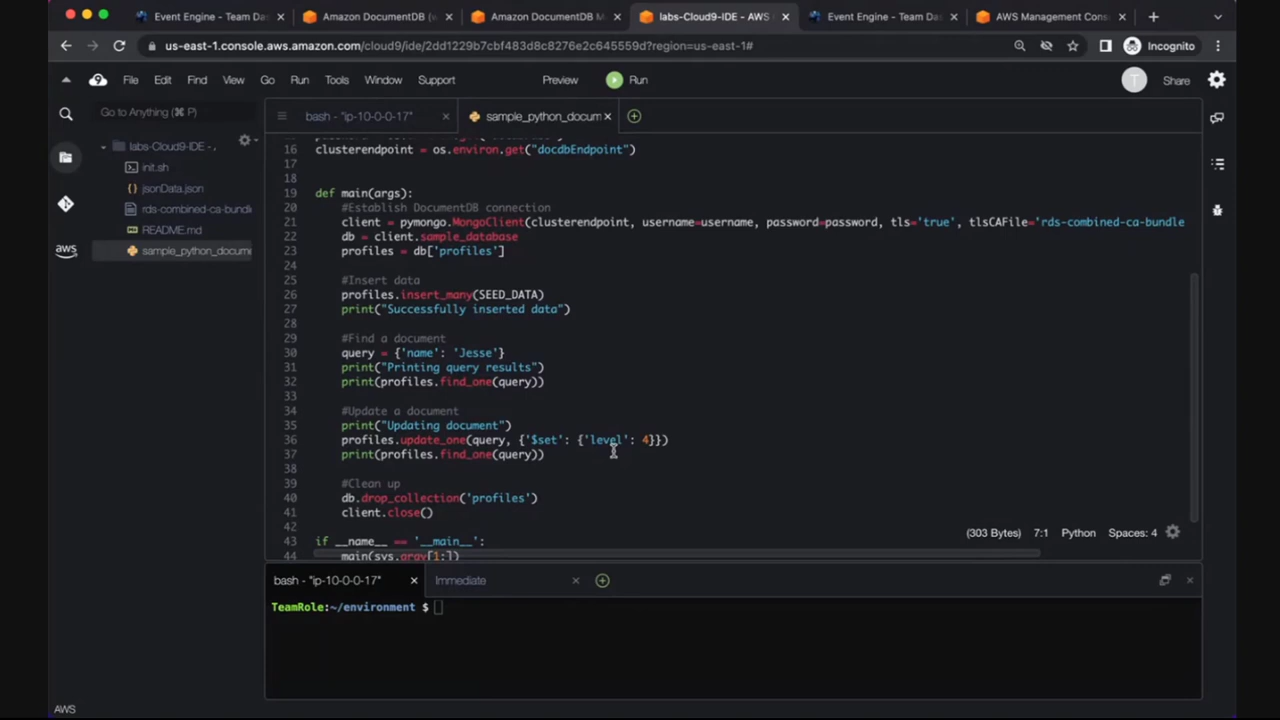 Event Engine - Team Da
Amazon DocumentDB (w
Amazon DocumentDB M
labs-Cloud9-IDE - AWS
Event Engine - Team Da
AWS Management Cons
us-east-1.console.aws.amazon.com/cloud9/ide/2dd1229b7cbf483d8c8276e2c645559d?region=us-east-1#
Incognito
9 File Edit Find View Go Run Tools Window Support Preview Run T Share
Go to Anything (⌘ P)
bash - "ip-10-0-0-17"
sample_python_docum
labs-Cloud9-IDE -
init.sh
jsonData.json
rds-combined-ca-bundle
README.md
sample_python_docume
aws
16 clusterendpoint = os.environ.get("docdbEndpoint")
17
18
19 def main(args):
20 #Establish DocumentDB connection
21 client = pymongo.MongoClient(clusterendpoint, username=username, password=password, tls='true', tlsCAFile='rds-combined-ca-bundle
22 db = client.sample_database
23 profiles = db['profiles']
24
25 #Insert data
26 profiles.insert_many(SEED_DATA)
27 print("Successfully inserted data")
28
29 #Find a document
30 query = {'name': 'Jesse'}
31 print("Printing query results")
32 print(profiles.find_one(query))
33
34 #Update a document
35 print("Updating document")
36 profiles.update_one(query, {'$set': {'level': 4}})
37 print(profiles.find_one(query))
38
39 #Clean up
40 db.drop_collection('profiles')
41 client.close()
42
43 if __name__ == '__main__':
44 main(sys.argv[1:])
(303 Bytes) 7:1 Python Spaces: 4
bash - "ip-10-0-0-17"
Immediate
TeamRole:~/environment $
AWS